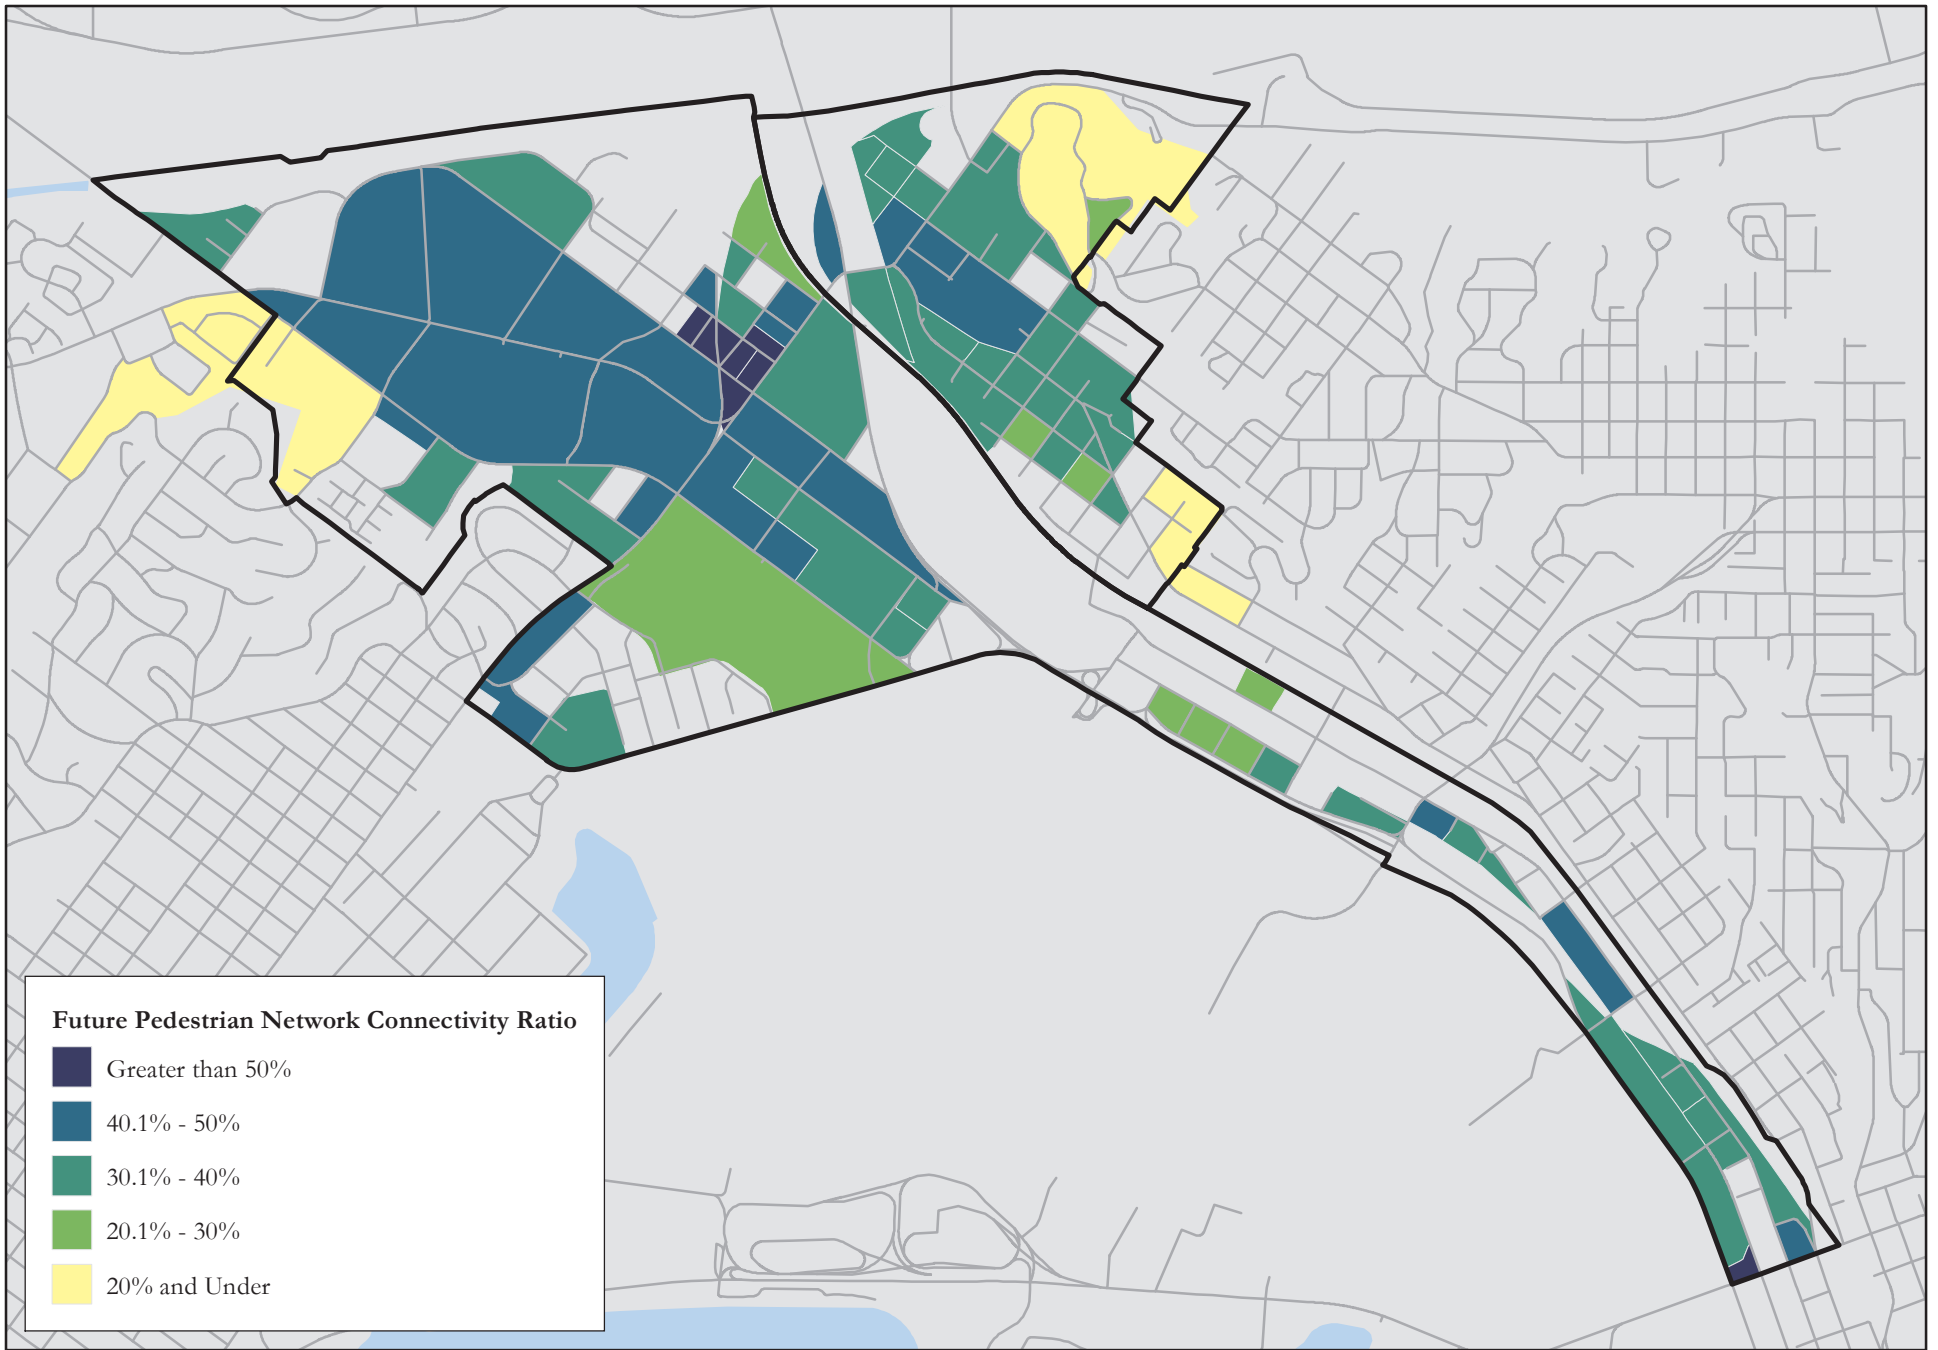 Future Pedestrian Network Connectivity Ratio
Greater than 50%
40.1% - 50%
30.1% - 40%
20.1% - 30%
20% and Under